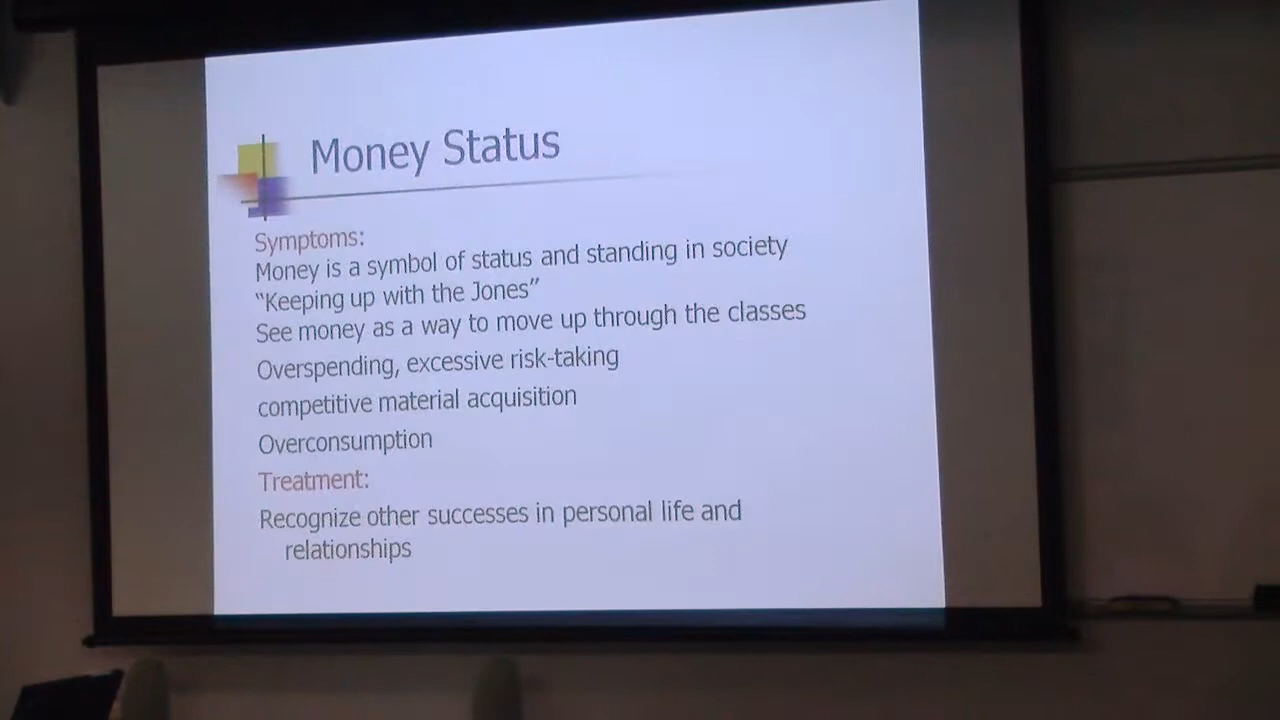 Money Status
Symptoms:
Money is a symbol of status and standing in society
“Keeping up with the Jones”
See money as a way to move up through the classes
Overspending, excessive risk-taking
competitive material acquisition
Overconsumption
Treatment:
Recognize other successes in personal life and
relationships